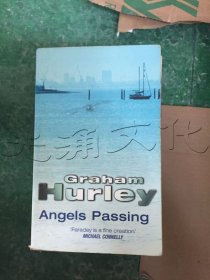 Graham
Hurley
Angels Passing
'Faraday is a fine creation'
MICHAEL CONNELLY